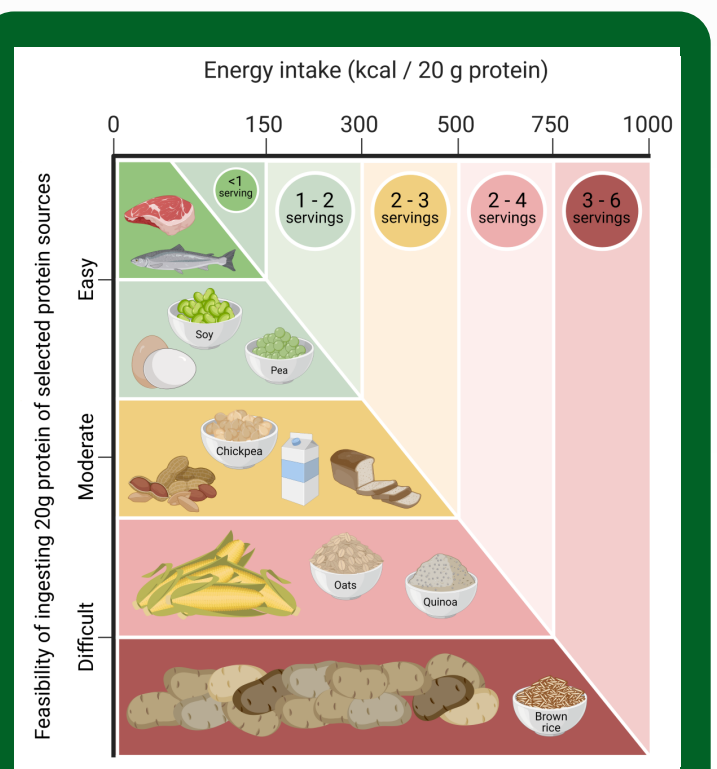 Energy intake (kcal / 20 g protein)
0 150 300 500 750 1000
Feasibility of ingesting 20g protein of selected protein sources
Easy
Moderate
Difficult
<1
serving
1 - 2
servings
2 - 3
servings
2 - 4
servings
3 - 6
servings
Soy
Pea
Chickpea
Oats
Quinoa
Brown
rice